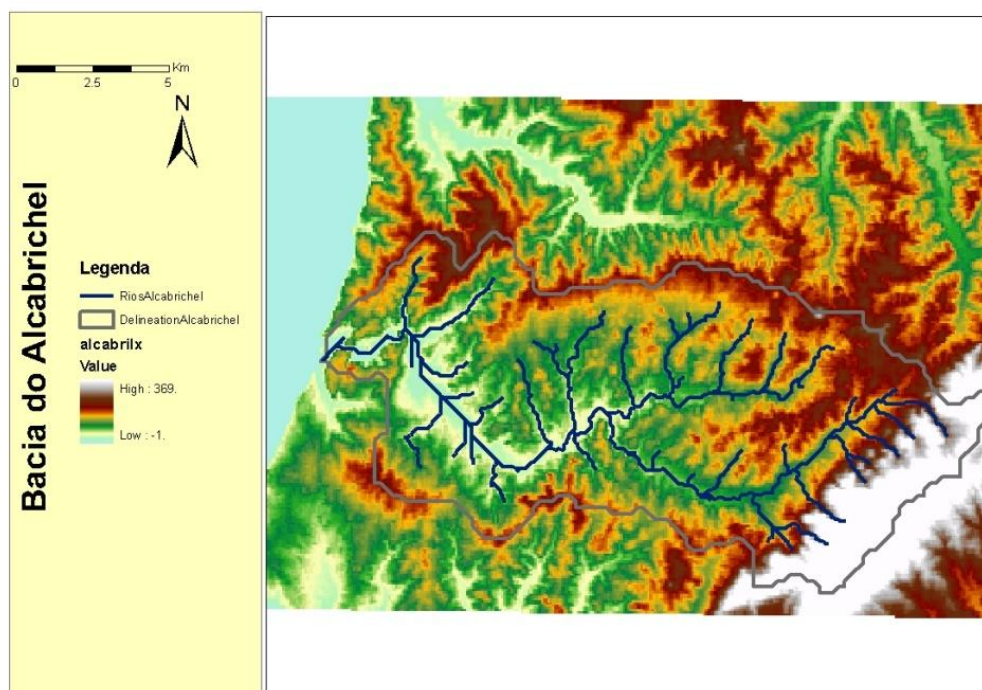 Km
0 2.5 5
N
Bacia do Alcabrichel
Legenda
RiosAlcabrichel
DelineationAlcabrichel
alcabrilx
Value
High : 369.
Low : -1.